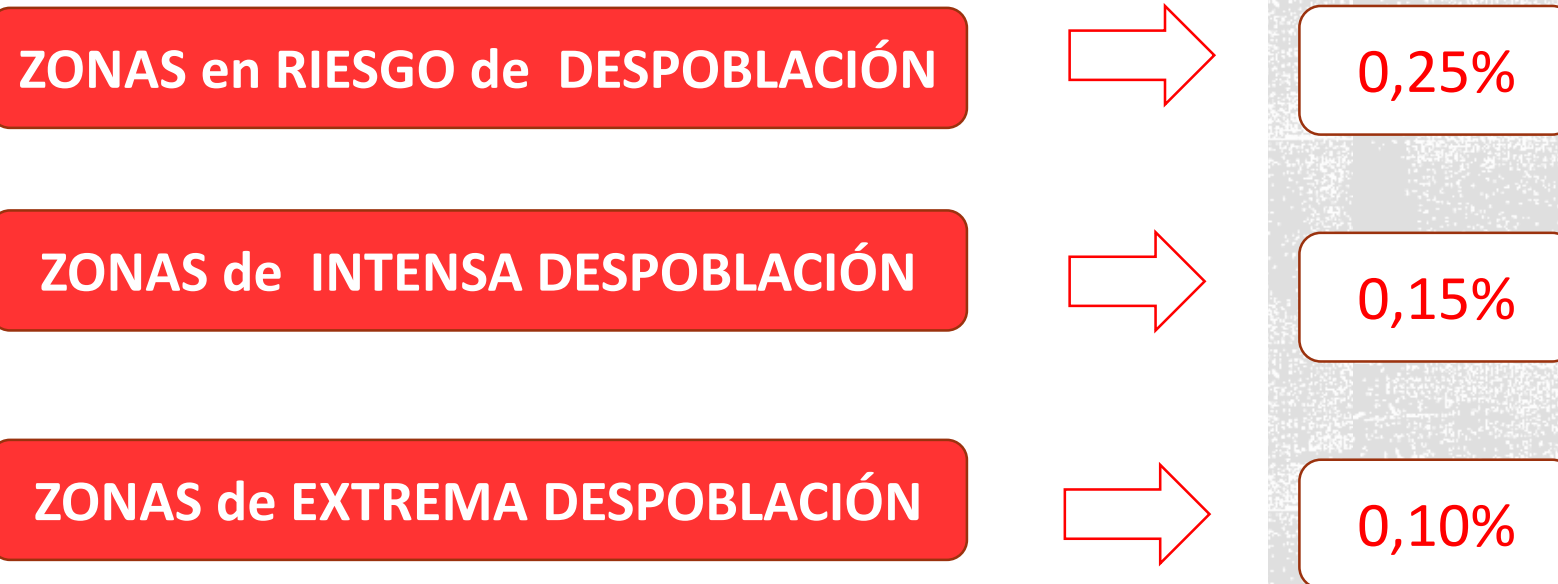 ZONAS en RIESGO de DESPOBLACIÓN
0,25%
ZONAS de INTENSA DESPOBLACIÓN
0,15%
ZONAS de EXTREMA DESPOBLACIÓN
0,10%